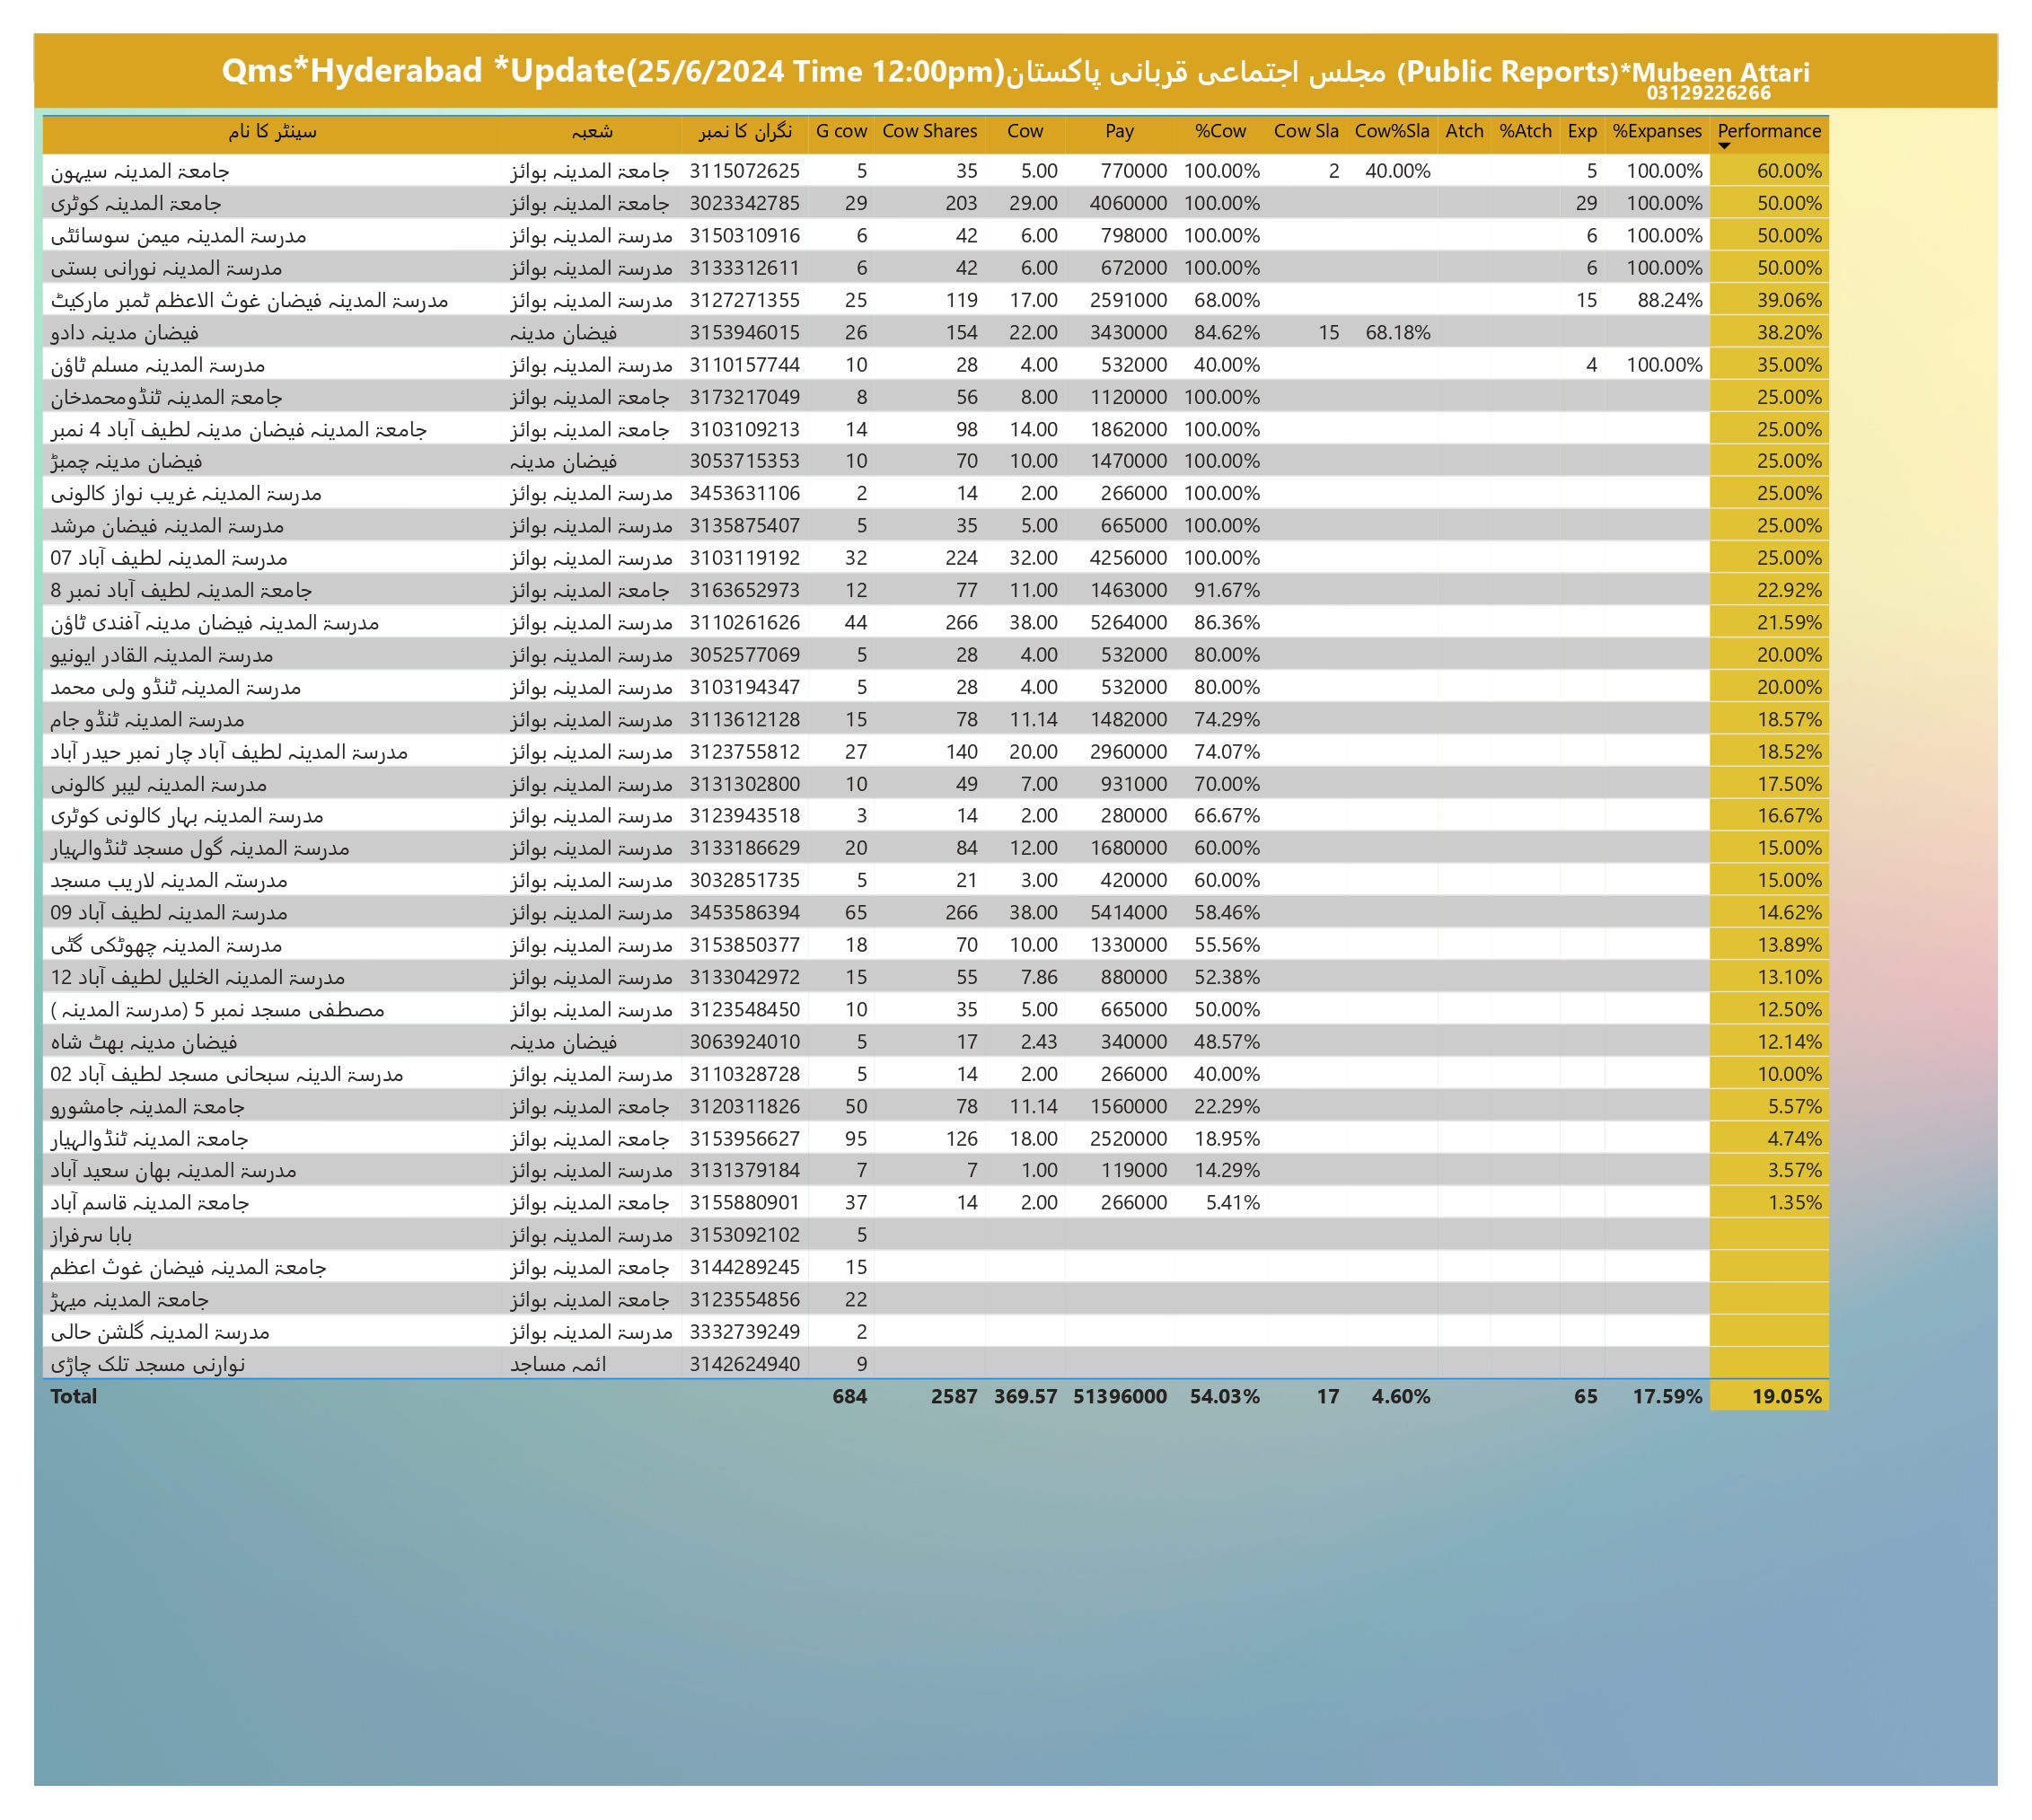 Qms*Hyderabad *Update(25/6/2024 Time 12:00pm)مجلس اجتماعی قربانی پاکستان (Public Reports)*Mubeen Attari
03129226266
سینٹر کا نام شعبہ نگران کا نمبر G cow Cow Shares Cow Pay %Cow Cow Sla Cow%Sla Atch %Atch Exp %Expanses Performance
جامعۃ المدینہ سیہون جامعۃ المدینہ بوائز 3115072625 5 35 5.00 770000 100.00% 2 40.00% 5 100.00% 60.00%
جامعۃ المدینہ کوٹری جامعۃ المدینہ بوائز 3023342785 29 203 29.00 4060000 100.00% 29 100.00% 50.00%
مدرسۃ المدینہ میمن سوسائٹی مدرسۃ المدینہ بوائز 3150310916 6 42 6.00 798000 100.00% 6 100.00% 50.00%
مدرسۃ المدینہ نورانی بستی مدرسۃ المدینہ بوائز 3133312611 6 42 6.00 672000 100.00% 6 100.00% 50.00%
مدرسۃ المدینہ فیضان غوث الاعظم ٹمبر مارکیٹ مدرسۃ المدینہ بوائز 3127271355 25 119 17.00 2591000 68.00% 15 88.24% 39.06%
فیضان مدینہ دادو فیضان مدینہ 3153946015 26 154 22.00 3430000 84.62% 15 68.18% 38.20%
مدرسۃ المدینہ مسلم ٹاؤن مدرسۃ المدینہ بوائز 3110157744 10 28 4.00 532000 40.00% 4 100.00% 35.00%
جامعۃ المدینہ ٹنڈومحمدخان جامعۃ المدینہ بوائز 3173217049 8 56 8.00 1120000 100.00% 25.00%
جامعۃ المدینہ فیضان مدینہ لطیف آباد 4 نمبر جامعۃ المدینہ بوائز 3103109213 14 98 14.00 1862000 100.00% 25.00%
فیضان مدینہ چمبڑ فیضان مدینہ 3053715353 10 70 10.00 1470000 100.00% 25.00%
مدرسۃ المدینہ غریب نواز کالونی مدرسۃ المدینہ بوائز 3453631106 2 14 2.00 266000 100.00% 25.00%
مدرسۃ المدینہ فیضان مرشد مدرسۃ المدینہ بوائز 3135875407 5 35 5.00 665000 100.00% 25.00%
مدرسۃ المدینہ لطیف آباد 07 مدرسۃ المدینہ بوائز 3103119192 32 224 32.00 4256000 100.00% 25.00%
جامعۃ المدینہ لطیف آباد نمبر 8 جامعۃ المدینہ بوائز 3163652973 12 77 11.00 1463000 91.67% 22.92%
مدرسۃ المدینہ فیضان مدینہ آفندی ٹاؤن مدرسۃ المدینہ بوائز 3110261626 44 266 38.00 5264000 86.36% 21.59%
مدرسۃ المدینہ القادر ایونیو مدرسۃ المدینہ بوائز 3052577069 5 28 4.00 532000 80.00% 20.00%
مدرسۃ المدینہ ٹنڈو ولی محمد مدرسۃ المدینہ بوائز 3103194347 5 28 4.00 532000 80.00% 20.00%
مدرسۃ المدینہ ٹنڈو جام مدرسۃ المدینہ بوائز 3113612128 15 78 11.14 1482000 74.29% 18.57%
مدرسۃ المدینہ لطیف آباد چار نمبر حیدر آباد مدرسۃ المدینہ بوائز 3123755812 27 140 20.00 2960000 74.07% 18.52%
مدرسۃ المدینہ لیبر کالونی مدرسۃ المدینہ بوائز 3131302800 10 49 7.00 931000 70.00% 17.50%
مدرسۃ المدینہ بہار کالونی کوٹری مدرسۃ المدینہ بوائز 3123943518 3 14 2.00 280000 66.67% 16.67%
مدرسۃ المدینہ گول مسجد ٹنڈوالہیار مدرسۃ المدینہ بوائز 3133186629 20 84 12.00 1680000 60.00% 15.00%
مدرستہ المدینہ لاریب مسجد مدرسۃ المدینہ بوائز 3032851735 5 21 3.00 420000 60.00% 15.00%
مدرسۃ المدینہ لطیف آباد 09 مدرسۃ المدینہ بوائز 3453586394 65 266 38.00 5414000 58.46% 14.62%
مدرسۃ المدینہ چھوٹکی گٹی مدرسۃ المدینہ بوائز 3153850377 18 70 10.00 1330000 55.56% 13.89%
مدرسۃ المدینہ الخلیل لطیف آباد 12 مدرسۃ المدینہ بوائز 3133042972 15 55 7.86 880000 52.38% 13.10%
مصطفی مسجد نمبر 5 (مدرسۃ المدینہ ) مدرسۃ المدینہ بوائز 3123548450 10 35 5.00 665000 50.00% 12.50%
فیضان مدینہ بھٹ شاہ فیضان مدینہ 3063924010 5 17 2.43 340000 48.57% 12.14%
مدرسۃ الدینہ سبحانی مسجد لطیف آباد 02 مدرسۃ المدینہ بوائز 3110328728 5 14 2.00 266000 40.00% 10.00%
جامعۃ المدینہ جامشورو جامعۃ المدینہ بوائز 3120311826 50 78 11.14 1560000 22.29% 5.57%
جامعۃ المدینہ ٹنڈوالہیار جامعۃ المدینہ بوائز 3153956627 95 126 18.00 2520000 18.95% 4.74%
مدرسۃ المدینہ بھان سعید آباد مدرسۃ المدینہ بوائز 3131379184 7 7 1.00 119000 14.29% 3.57%
جامعۃ المدینہ قاسم آباد جامعۃ المدینہ بوائز 3155880901 37 14 2.00 266000 5.41% 1.35%
بابا سرفراز مدرسۃ المدینہ بوائز 3153092102 5
جامعۃ المدینہ فیضان غوث اعظم جامعۃ المدینہ بوائز 3144289245 15
جامعۃ المدینہ میہڑ جامعۃ المدینہ بوائز 3123554856 22
مدرسۃ المدینہ گلشن حالی مدرسۃ المدینہ بوائز 3332739249 2
نوارنی مسجد تلک چاڑی ائمہ مساجد 3142624940 9
Total 684 2587 369.57 51396000 54.03% 17 4.60% 65 17.59% 19.05%